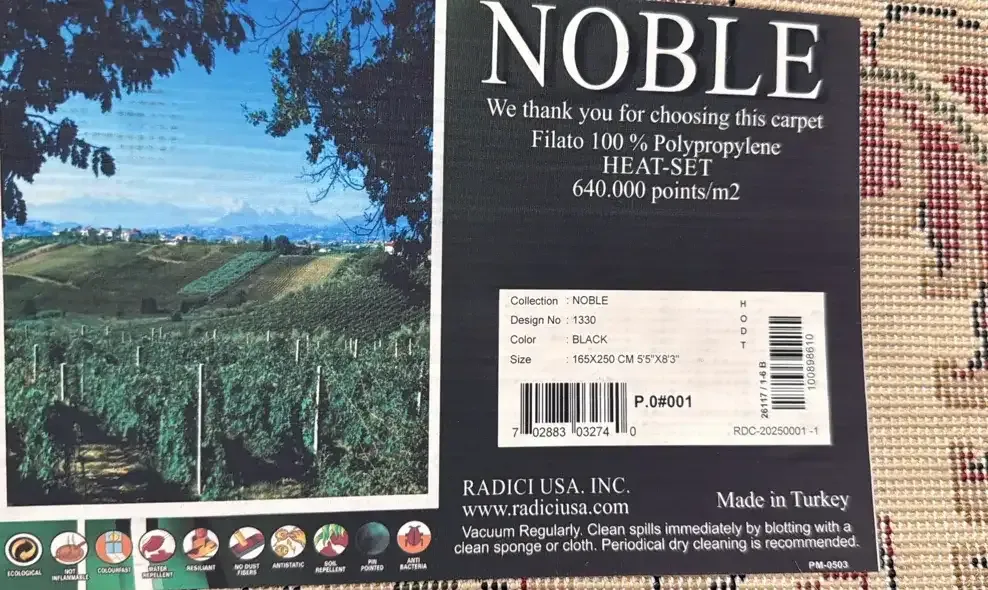 NOBLE
We thank you for choosing this carpet
Filato 100 % Polypropylene
HEAT-SET
640.000 points/m2
Collection : NOBLE
Design No : 1330
Color : BLACK
Size : 165X250 CM 5'5"X8'3"
HODT
26117 / 1-6 B
100898610
P.0#001
7 02883 03274 0
RDC-20250001 -1
RADICI USA. INC.
www.radiciusa.com
Made in Turkey
Vacuum Regularly. Clean spills immediately by blotting with a
clean sponge or cloth. Periodical dry cleaning is recommended.
PM-0503
ECOLOGICAL
NOT
INFLAMMABLE
COLOURFAST
WATER
REPELLENT
RESILIANT
NO DUST
FIBERS
ANTISTATIC
SOIL
REPELLENT
PIN
POINTED
ANTI
BACTERIA